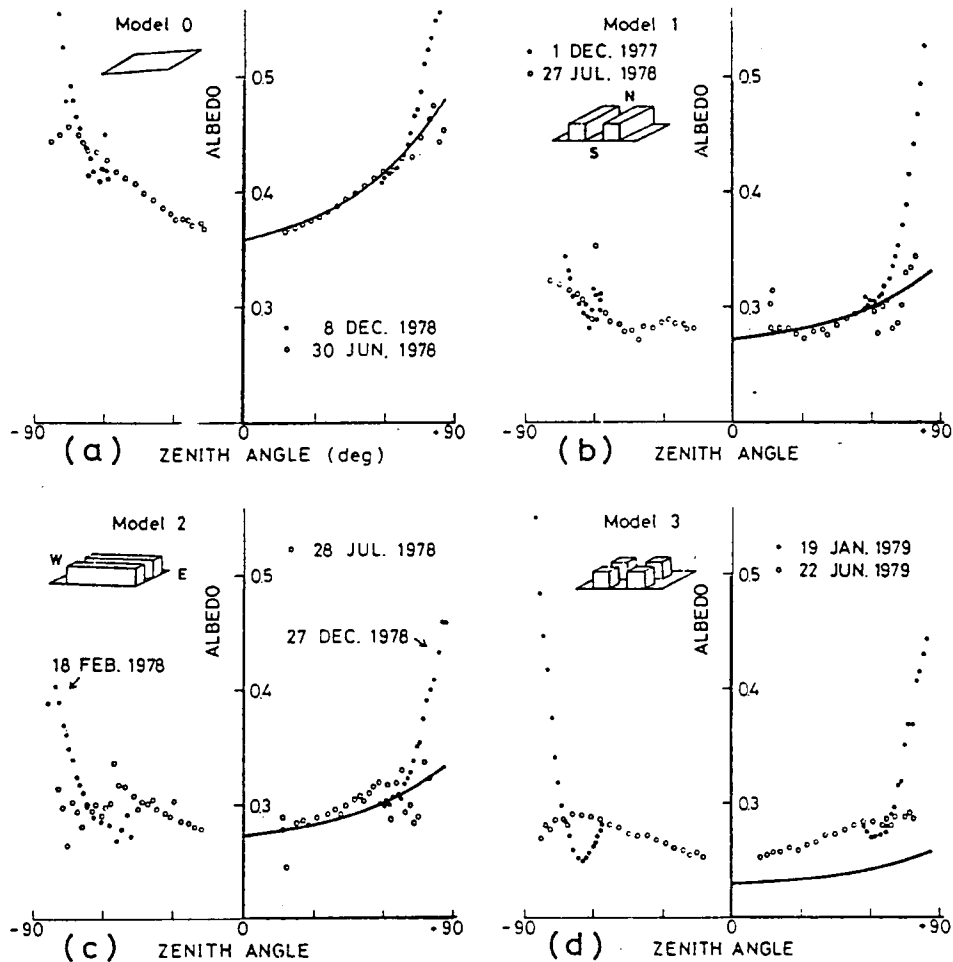 Model 0
ALBEDO
0.5
0.4
0.3
• 8 DEC. 1978
○ 30 JUN, 1978
-90
0
+90
(a) ZENITH ANGLE (deg)
Model 1
• 1 DEC. 1977
○ 27 JUL. 1978
N
S
ALBEDO
0.5
0.4
0.3
-90
0
+90
(b) ZENITH ANGLE
Model 2
W
E
○ 28 JUL. 1978
ALBEDO
0.5
27 DEC. 1978
18 FEB. 1978
0.4
0.3
-90
0
+90
(c) ZENITH ANGLE
Model 3
• 19 JAN. 1979
○ 22 JUN. 1979
ALBEDO
0.5
0.4
0.3
-90
0
+90
(d) ZENITH ANGLE